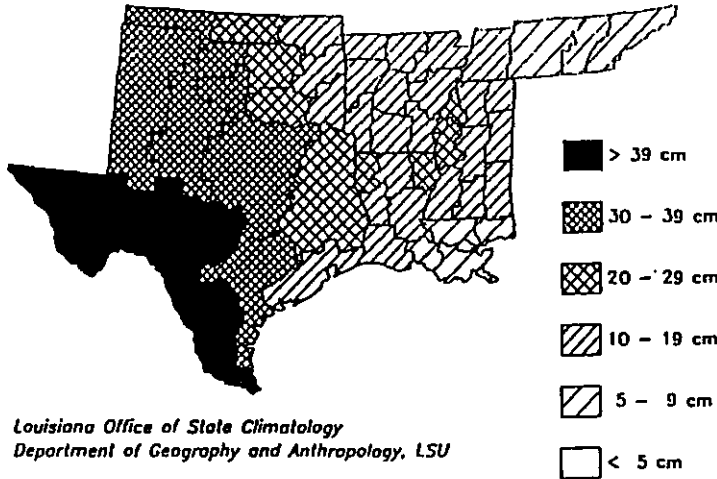 > 39 cm
30 - 39 cm
20 - 29 cm
10 - 19 cm
5 - 9 cm
< 5 cm
Louisiana Office of State Climatology
Department of Geography and Anthropology, LSU